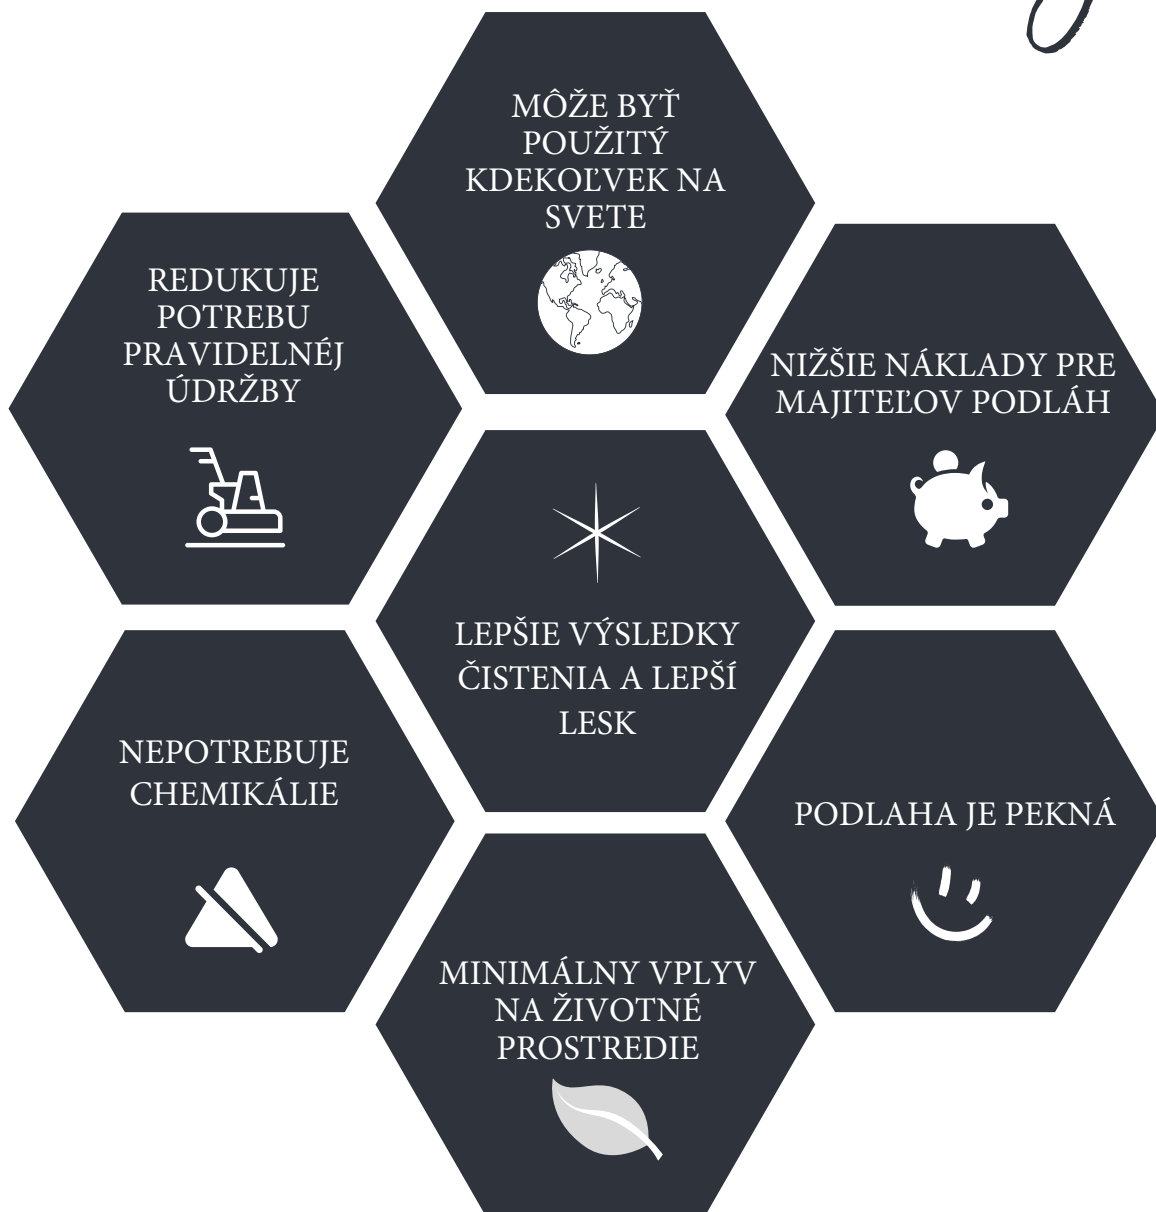 MÔŽE BYŤ
POUŽITÝ
KDEKOĽVEK NA
SVETE
REDUKUJE
POTREBU
PRAVIDELNÉJ
ÚDRŽBY
NIŽŠIE NÁKLADY PRE
MAJITEĽOV PODLÁH
LEPŠIE VÝSLEDKY
ČISTENIA A LEPŠÍ
LESK
NEPOTREBUJE
CHEMIKÁLIE
PODLAHA JE PEKNÁ
MINIMÁLNY VPLYV
NA ŽIVOTNÉ
PROSTREDIE